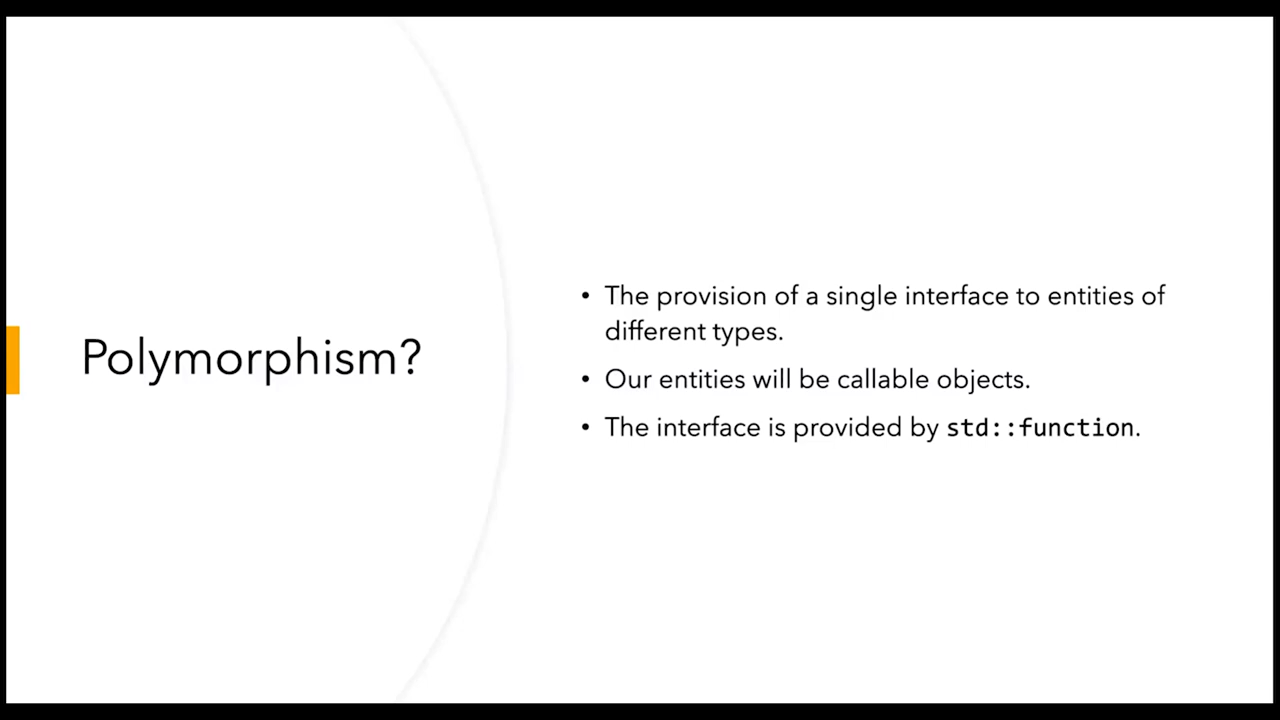 Polymorphism?
• The provision of a single interface to entities of
different types.
• Our entities will be callable objects.
• The interface is provided by std::function.